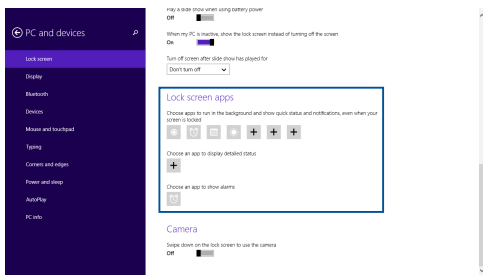 Play a slide show when using battery power
Off
PC and devices
When my PC is inactive, show the lock screen instead of turning off the screen
On
Lock screen
Turn off screen after slide show has played for
Don't turn off
Display
Bluetooth
Devices
Mouse and touchpad
Typing
Corners and edges
Power and sleep
AutoPlay
PC info
Lock screen apps
Choose apps to run in the background and show quick status and notifications, even when your
screen is locked
Choose an app to display detailed status
Choose an app to show alarms
Camera
Swipe down on the lock screen to use the camera
Off